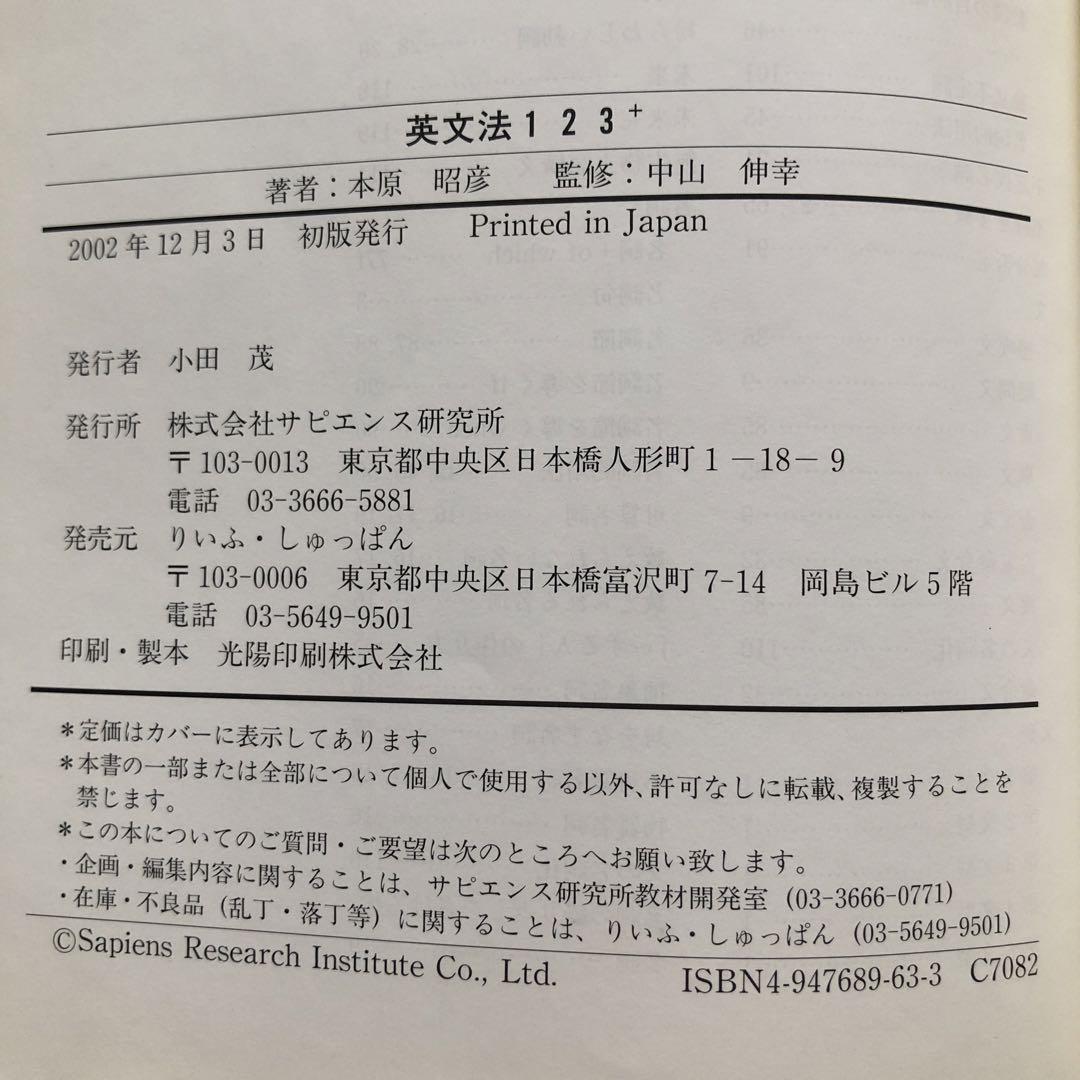 英文法1 2 3+
著者：本原　昭彦　　監修：中山　伸幸
2002年12月3日　初版発行　　Printed in Japan
発行者　小田　茂
発行所　株式会社サピエンス研究所
〒103-0013　東京都中央区日本橋人形町1－18－9
電話　03-3666-5881
発売元　りいふ・しゅっぱん
〒103-0006　東京都中央区日本橋富沢町7-14　岡島ビル5階
電話　03-5649-9501
印刷・製本　光陽印刷株式会社
＊定価はカバーに表示してあります。
＊本書の一部または全部について個人で使用する以外、許可なしに転載、複製することを
禁じます。
＊この本についてのご質問・ご要望は次のところへお願い致します。
・企画・編集内容に関することは、サピエンス研究所教材開発室（03-3666-0771）
・在庫・不良品（乱丁・落丁等）に関することは、りいふ・しゅっぱん（03-5649-9501）
©Sapiens Research Institute Co., Ltd.　　ISBN4-947689-63-3　C7082